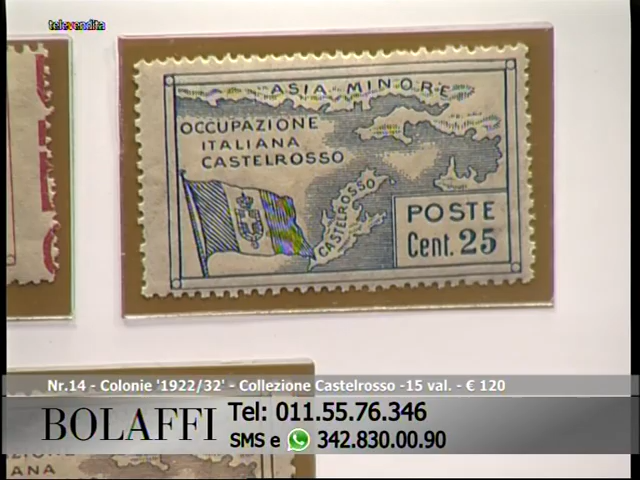 televendita
ASIA MINORE
OCCUPAZIONE
ITALIANA
CASTELROSSO
CASTELROSSO
POSTE
Cent. 25
Nr.14 - Colonie '1922/32' - Collezione Castelrosso -15 val. - € 120
BOLAFFI
Tel: 011.55.76.346
SMS e 342.830.00.90
IANA